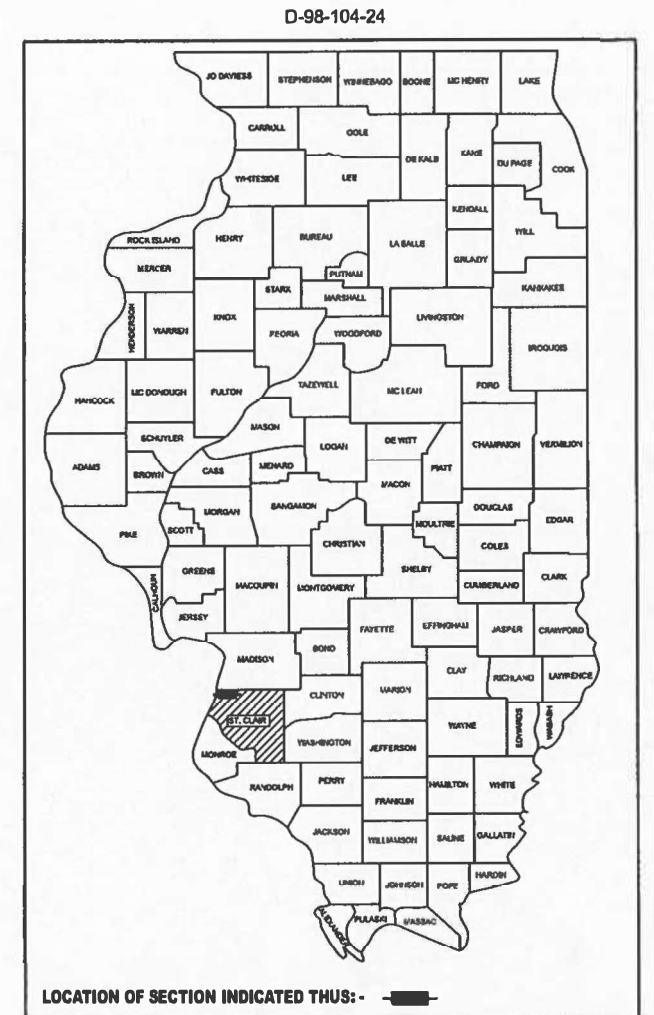 D-98-104-24
JO DAVIESS STEPHENSON WINNEBAGO BOONE MC HENRY LAKE
CARROLL OGLE DE KALB KANE DU PAGE COOK
WHITESIDE LEE
KENDALL
ROCK ISLAND HENRY BUREAU LA SALLE WILL
MERCER PUTNAM GRUNDY
STARK MARSHALL KANKAKEE
HENDERSON WARREN KNOX PEORIA WOODFORD LIVINGSTON IROQUOIS
HANCOCK MC DONOUGH FULTON TAZEWELL MC LEAN FORD
MASON
SCHUYLER LOGAN DE WITT CHAMPAIGN VERMILION
ADAMS BROWN CASS MENARD PIATT
MACON
MORGAN SANGAMON DOUGLAS
PIKE SCOTT CHRISTIAN MOULTRIE EDGAR
COLES
GREENE SHELBY
CALHOUN MACOUPIN MONTGOMERY CUMBERLAND CLARK
JERSEY FAYETTE EFFINGHAM JASPER CRAWFORD
MADISON BOND
CLAY RICHLAND LAWRENCE
CLINTON MARION
ST. CLAIR WAYNE EDWARDS WABASH
MONROE WASHINGTON JEFFERSON
RANDOLPH PERRY HAMILTON WHITE
FRANKLIN
JACKSON WILLIAMSON SALINE GALLATIN
UNION JOHNSON POPE HARDIN
ALEXANDER PULASKI MASSAC
LOCATION OF SECTION INDICATED THUS: -